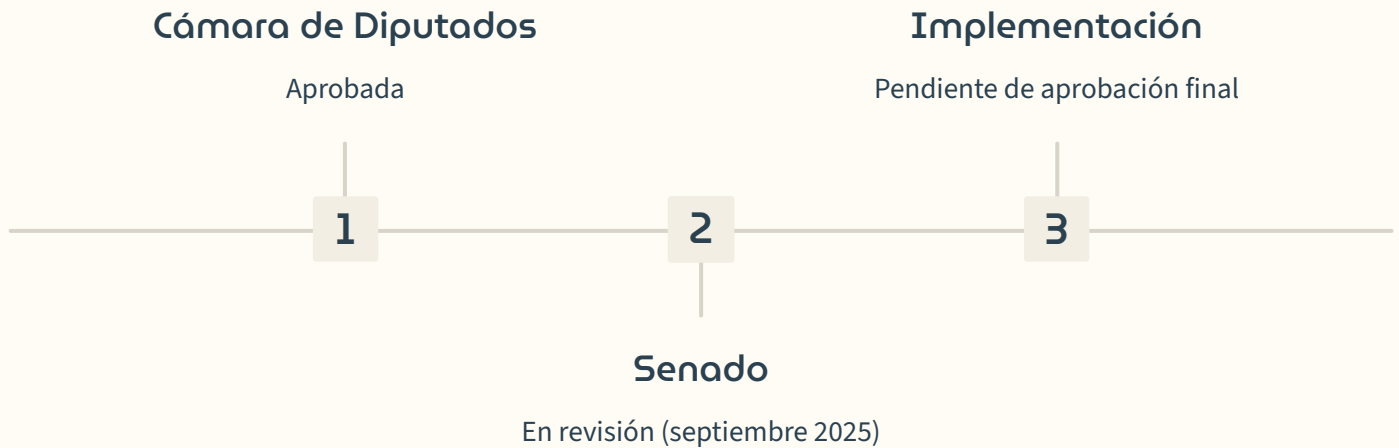 Cámara de Diputados
Aprobada
1
2
Senado
En revisión (septiembre 2025)
Implementación
Pendiente de aprobación final
3